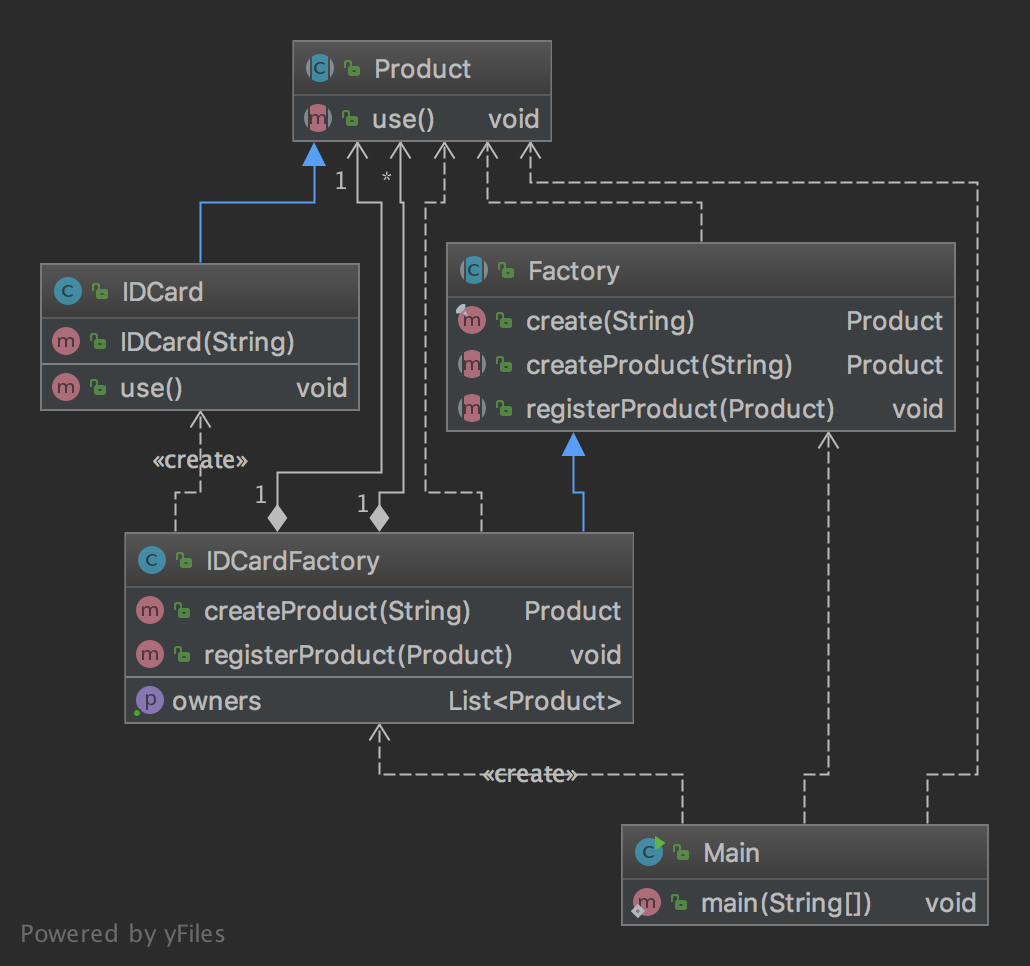 Product
use() void
1 *
Factory
create(String) Product
createProduct(String) Product
registerProduct(Product) void
IDCard
IDCard(String)
use() void
«create»
1 1
IDCardFactory
createProduct(String) Product
registerProduct(Product) void
owners List<Product>
«create»
Main
main(String[]) void
Powered by yFiles